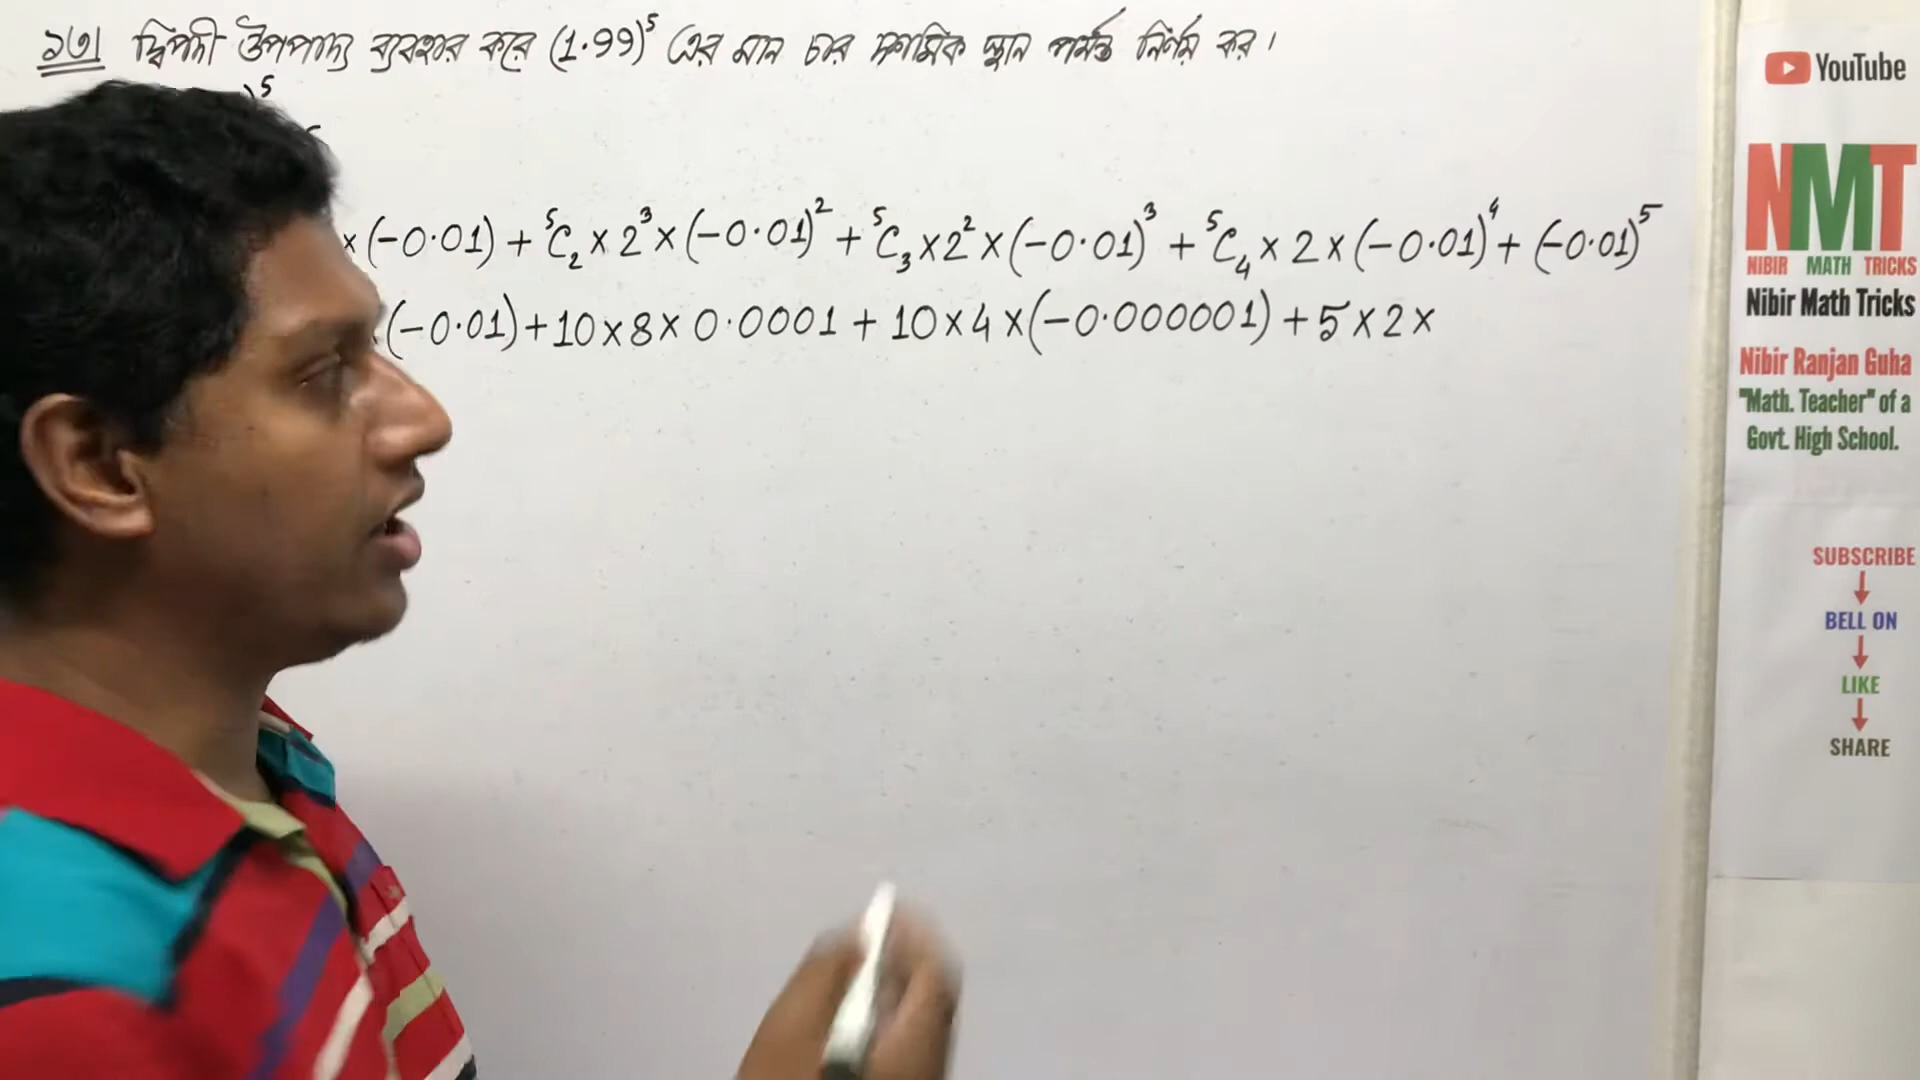 ১৩। দ্বিপদী উপপাদ্য ব্যবহার করে (1·99)⁵ এর মান চার দশমিক স্থান পর্যন্ত নির্ণয় কর।
)⁵
×(-0·01) + ⁵C₂ × 2³ × (-0·01)² + ⁵C₃ × 2² × (-0·01)³ + ⁵C₄ × 2 × (-0·01)⁴ + (-0·01)⁵
(-0·01) + 10 × 8 × 0·0001 + 10 × 4 × (-0·000001) + 5 × 2 ×
YouTube
NMT
NIBIR MATH TRICKS
Nibir Math Tricks
Nibir Ranjan Guha
"Math. Teacher" of a
Govt. High School.
SUBSCRIBE
BELL ON
LIKE
SHARE